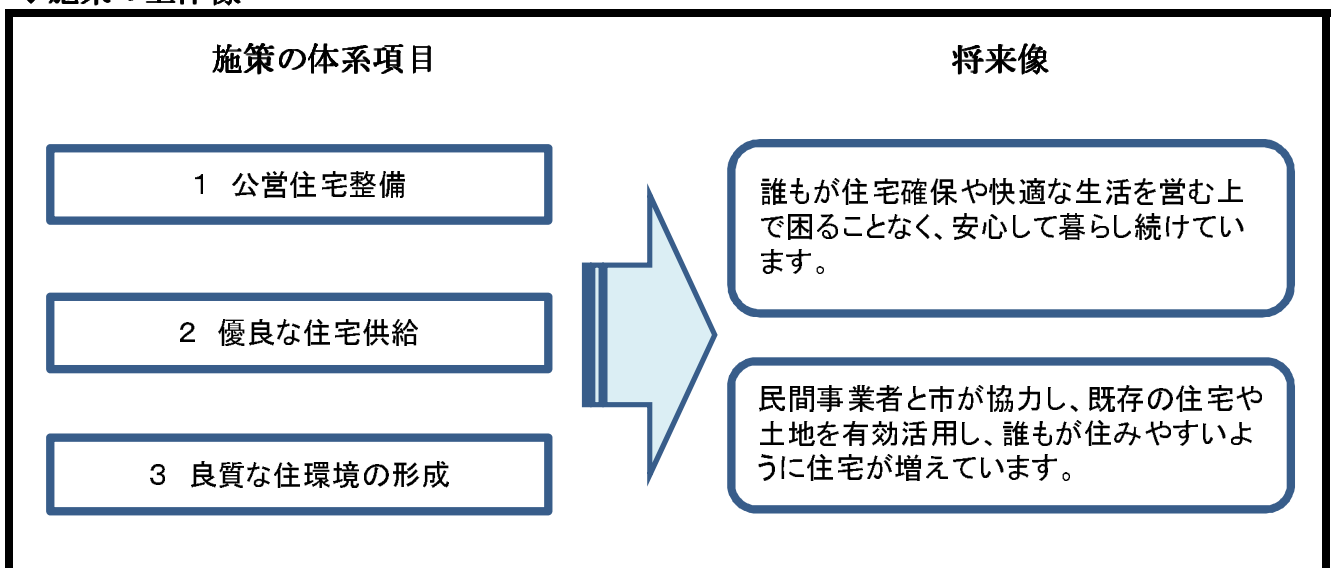 施策の体系項目
将来像
1 公営住宅整備
2 優良な住宅供給
3 良質な住環境の形成
誰もが住宅確保や快適な生活を営む上
で困ることなく、安心して暮らし続けてい
ます。
民間事業者と市が協力し、既存の住宅や
土地を有効活用し、誰もが住みやすいよ
うに住宅が増えています。